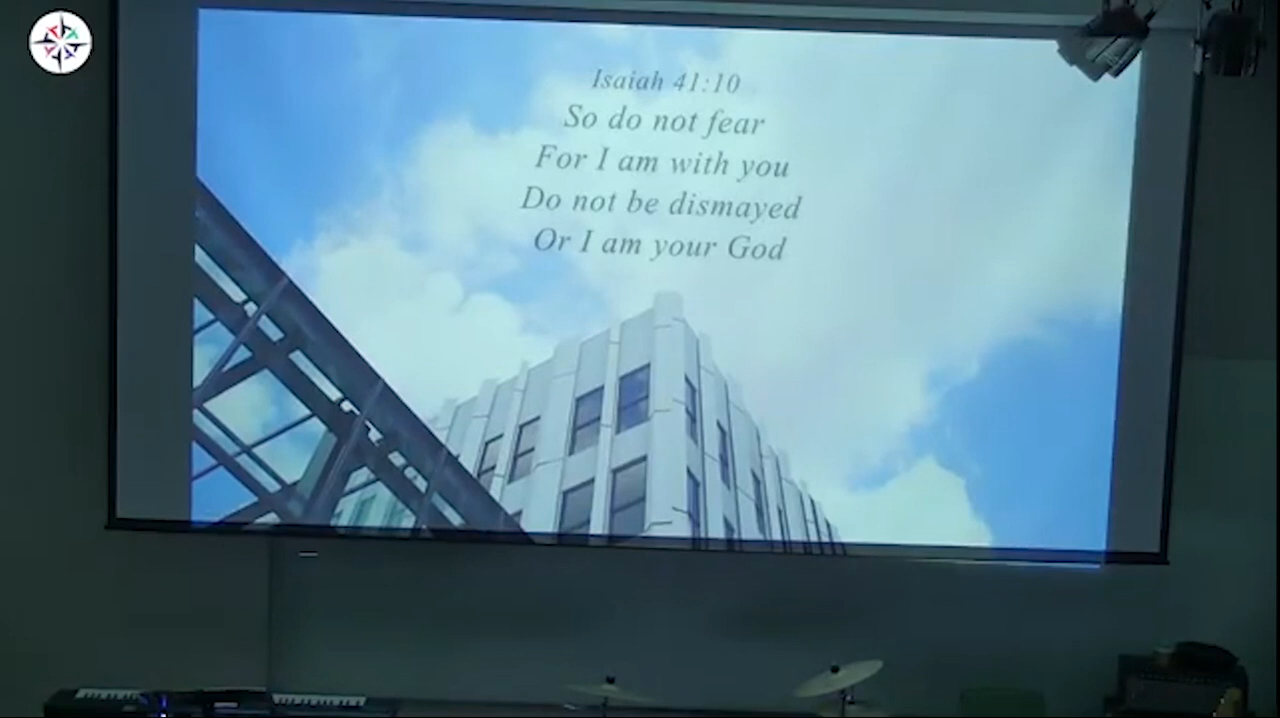 Isaiah 41:10
So do not fear
For I am with you
Do not be dismayed
Or I am your God